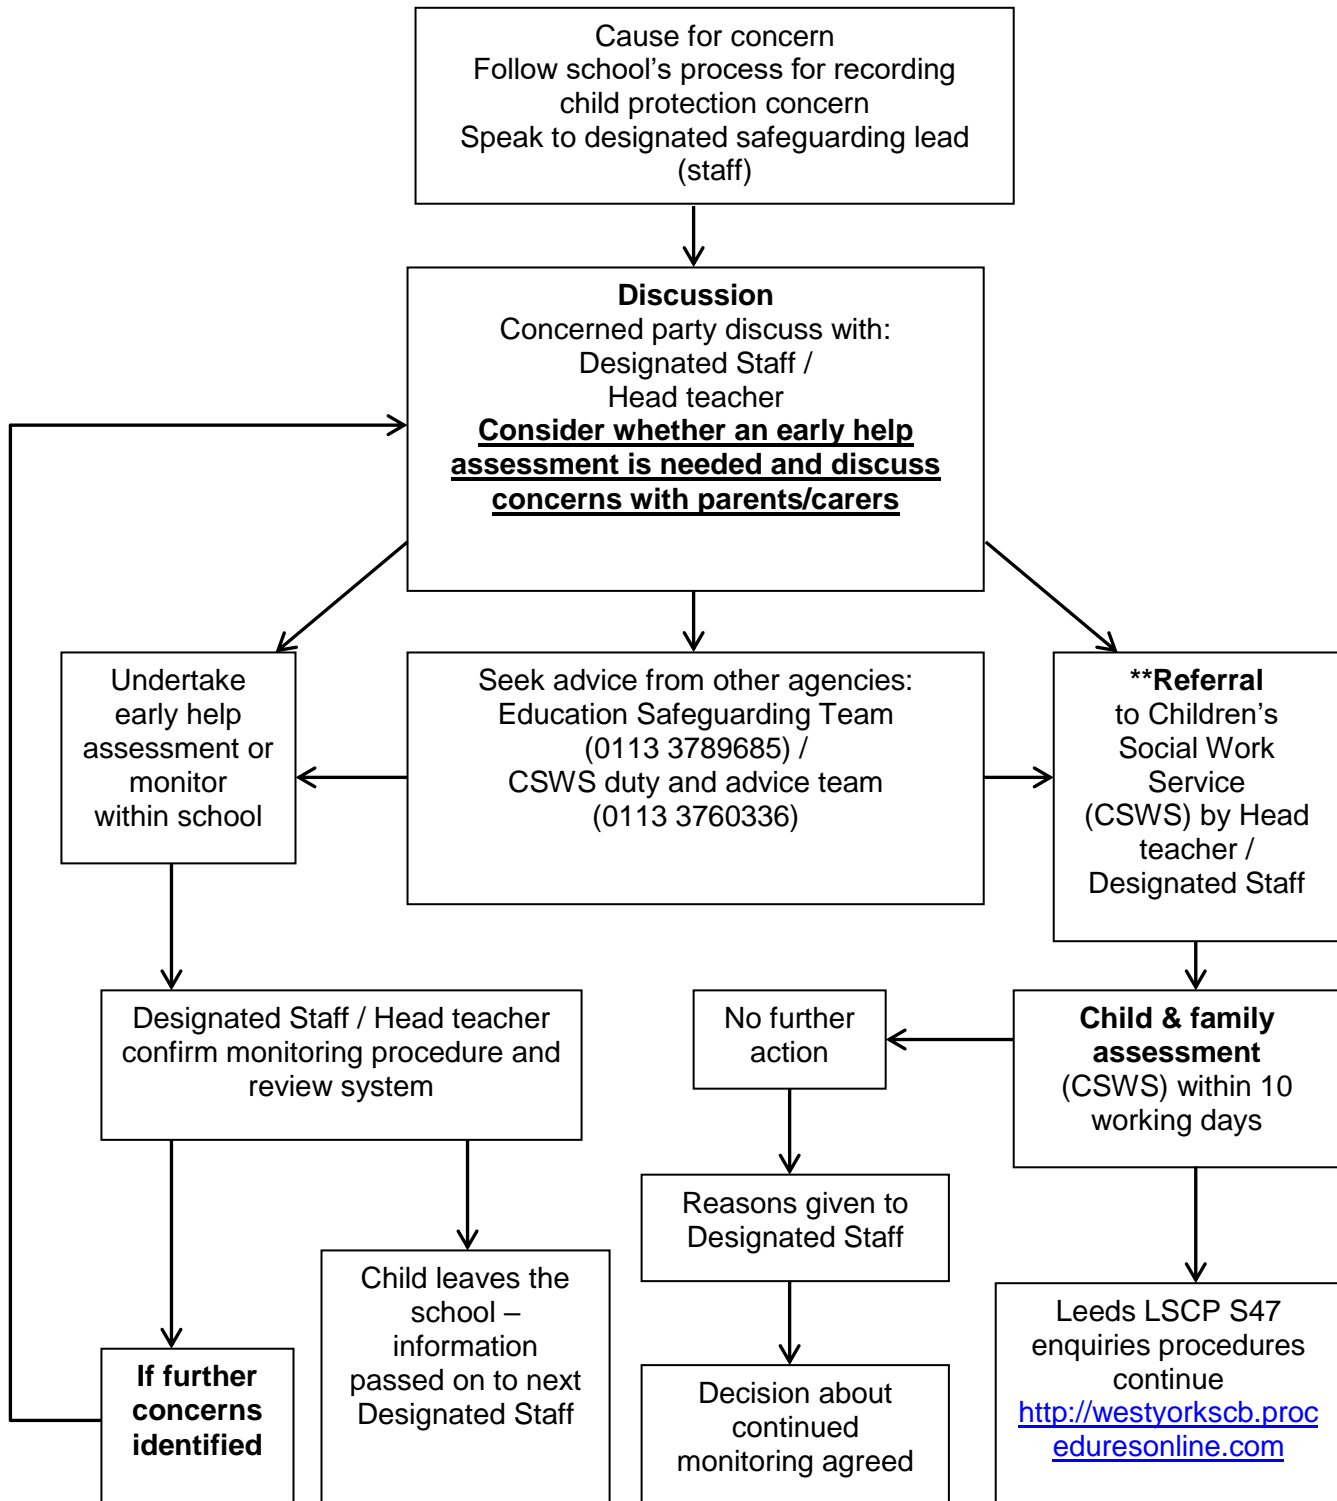 Cause for concern
Follow school’s process for recording
child protection concern
Speak to designated safeguarding lead
(staff)
Discussion
Concerned party discuss with:
Designated Staff /
Head teacher
Consider whether an early help
assessment is needed and discuss
concerns with parents/carers
Undertake
early help
assessment or
monitor
within school
Seek advice from other agencies:
Education Safeguarding Team
(0113 3789685) /
CSWS duty and advice team
(0113 3760336)
**Referral
to Children’s
Social Work
Service
(CSWS) by Head
teacher /
Designated Staff
Designated Staff / Head teacher
confirm monitoring procedure and
review system
No further
action
Child & family
assessment
(CSWS) within 10
working days
Reasons given to
Designated Staff
If further
concerns
identified
Child leaves the
school –
information
passed on to next
Designated Staff
Decision about
continued
monitoring agreed
Leeds LSCP S47
enquiries procedures
continue
http://westyorkscb.proc
eduresonline.com